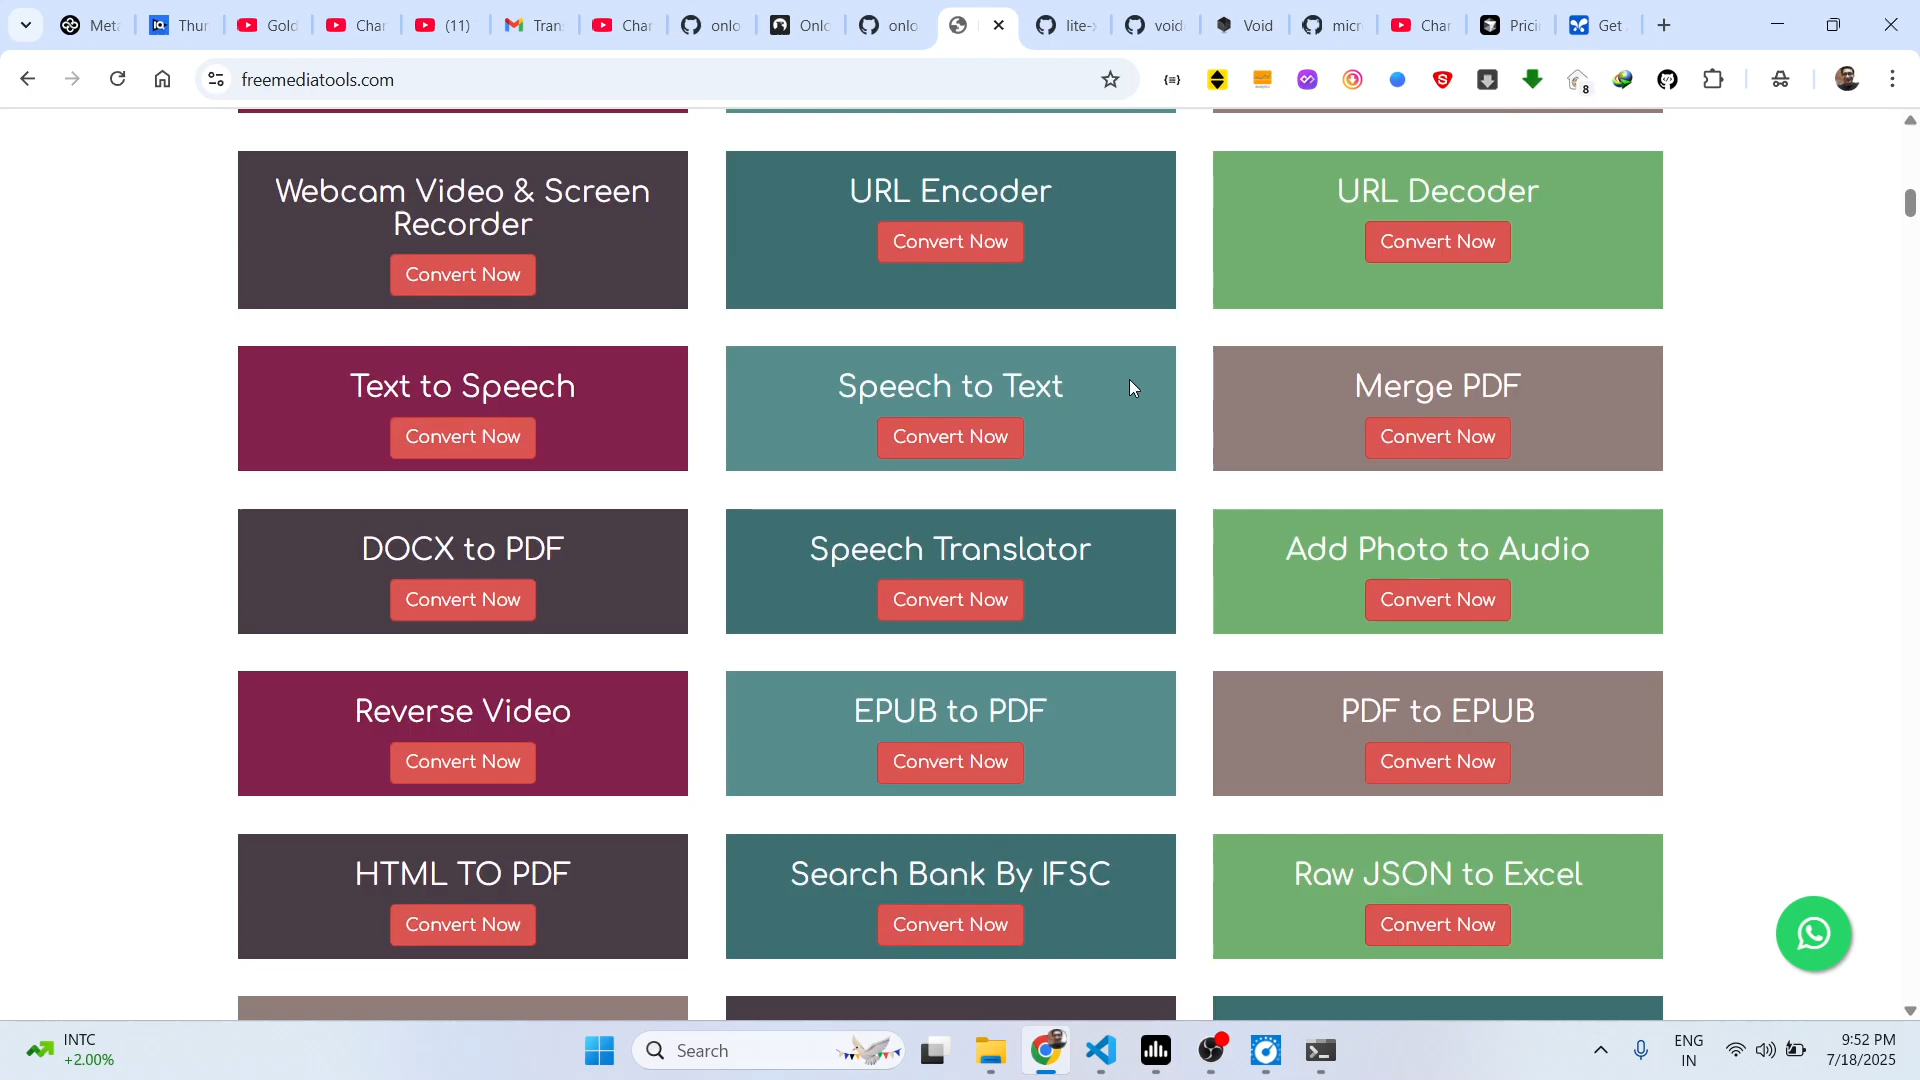 Meta
Thur
Gold
Char
(11)
Tran
Char
onlo
Onlo
onlo
lite-x
void
Void
micr
Char
Pricin
Get
freemediatools.com
8
Webcam Video & Screen
Recorder
Convert Now
URL Encoder
Convert Now
URL Decoder
Convert Now
Text to Speech
Convert Now
Speech to Text
Convert Now
Merge PDF
Convert Now
DOCX to PDF
Convert Now
Speech Translator
Convert Now
Add Photo to Audio
Convert Now
Reverse Video
Convert Now
EPUB to PDF
Convert Now
PDF to EPUB
Convert Now
HTML TO PDF
Convert Now
Search Bank By IFSC
Convert Now
Raw JSON to Excel
Convert Now
INTC
+2.00%
Search
ENG
IN
9:52 PM
7/18/2025